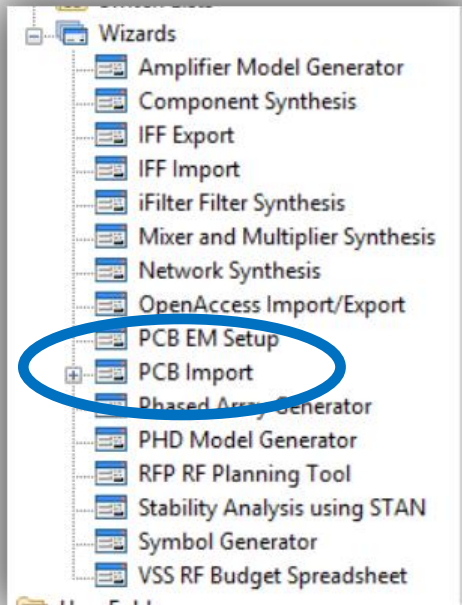 Wizards
Amplifier Model Generator
Component Synthesis
IFF Export
IFF Import
iFilter Filter Synthesis
Mixer and Multiplier Synthesis
Network Synthesis
OpenAccess Import/Export
PCB EM Setup
PCB Import
Phased Array Generator
PHD Model Generator
RFP RF Planning Tool
Stability Analysis using STAN
Symbol Generator
VSS RF Budget Spreadsheet